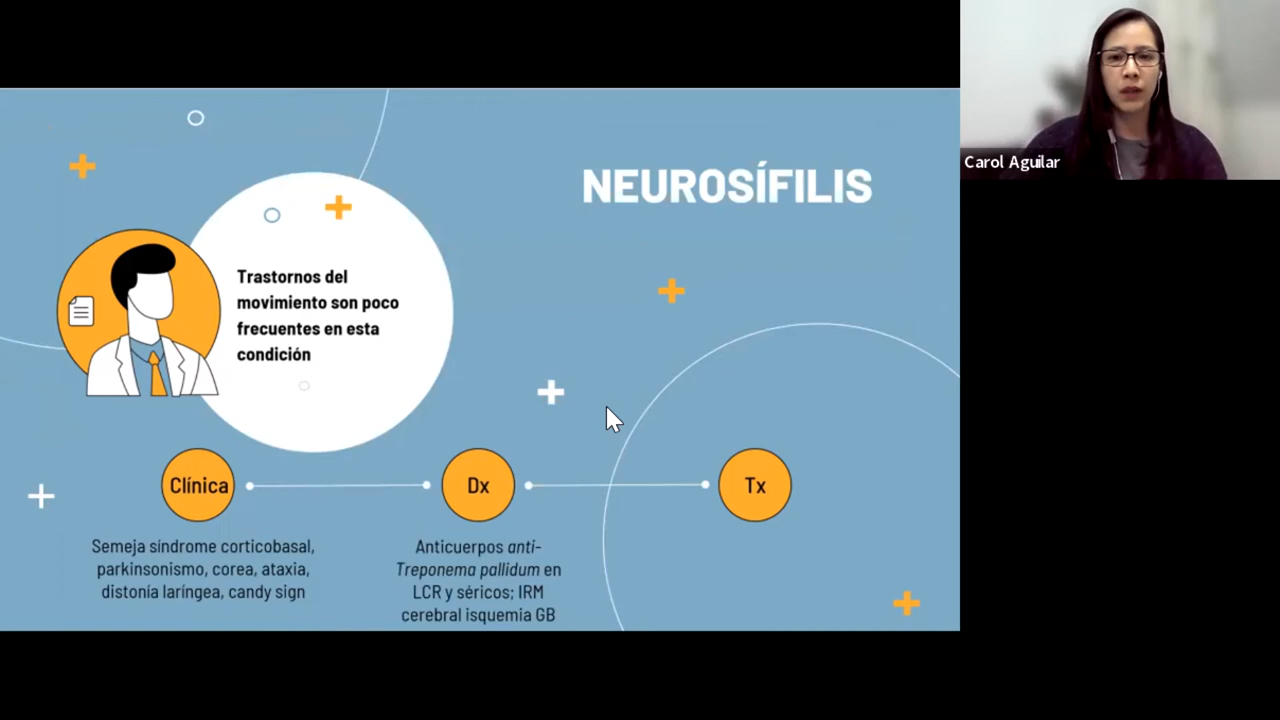 NEUROSÍFILIS
Trastornos del
movimiento son poco
frecuentes en esta
condición
Clínica
Dx
Tx
Semeja síndrome corticobasal,
parkinsonismo, corea, ataxia,
distonía laríngea, candy sign
Anticuerpos anti-
Treponema pallidum en
LCR y séricos; IRM
cerebral isquemia GB
Carol Aguilar